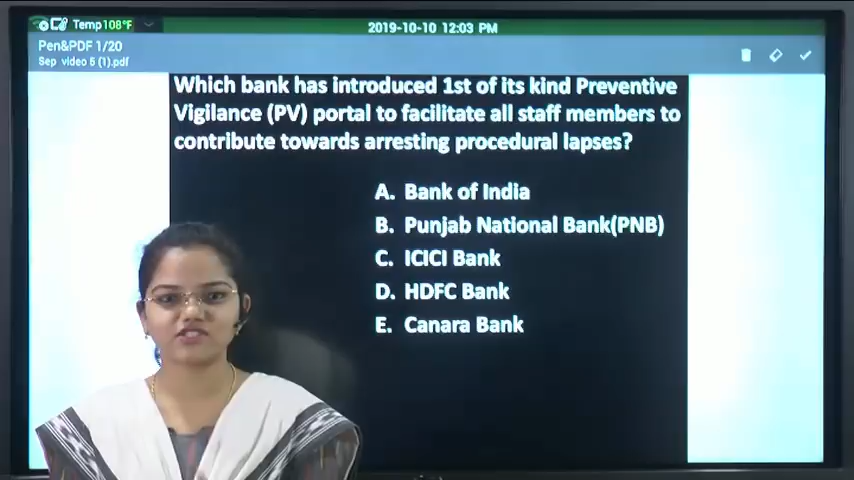 Temp108°F
2019-10-10 12:03 PM
Pen&PDF 1/20
Sep video 5 (1).pdf
Which bank has introduced 1st of its kind Preventive
Vigilance (PV) portal to facilitate all staff members to
contribute towards arresting procedural lapses?
A. Bank of India
B. Punjab National Bank(PNB)
C. ICICI Bank
D. HDFC Bank
E. Canara Bank